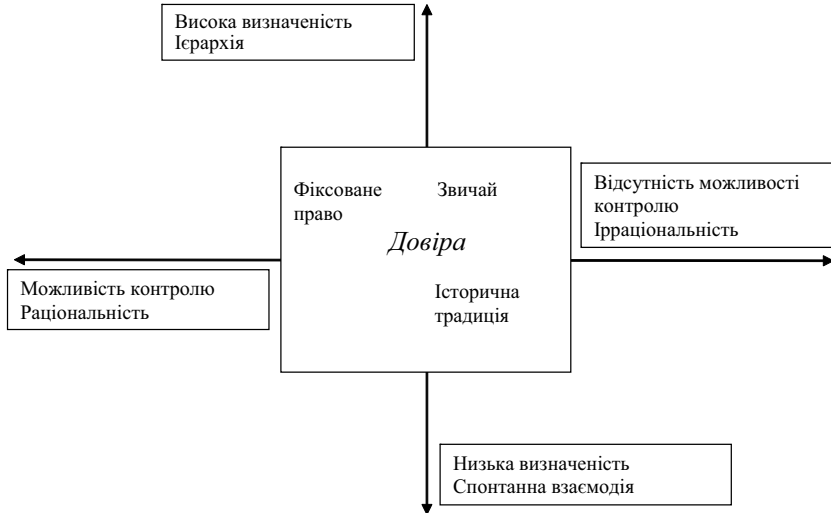 Висока визначеність
Ієрархія
Фіксоване
право
Звичай
Довіра
Історична
традиція
Відсутність можливості
контролю
Ірраціональність
Можливість контролю
Раціональність
Низька визначеність
Спонтанна взаємодія